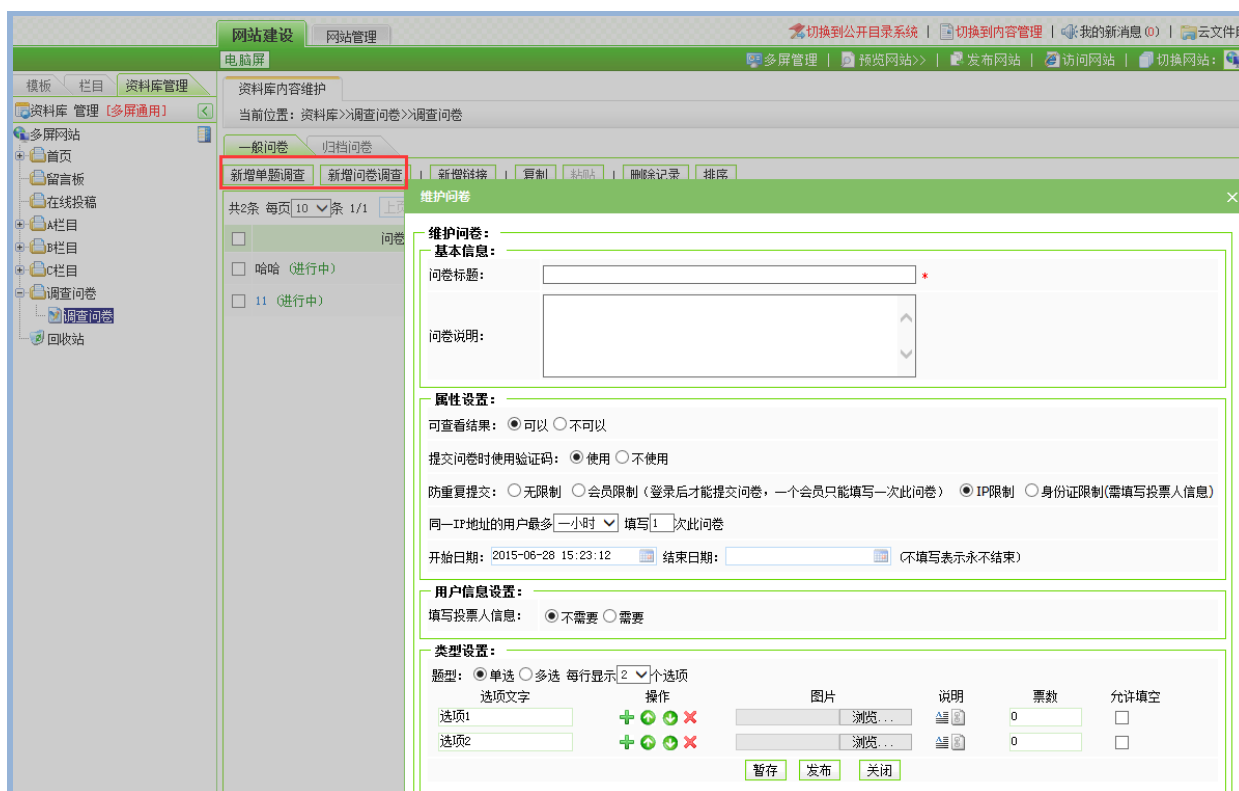 网站建设 网站管理 切换到公开目录系统 | 切换到内容管理 | 我的新消息(0) | 云文件
电脑屏 多屏管理 | 预览网站>> | 发布网站 | 访问网站 | 切换网站:
模板 栏目 资料库管理 资料库内容维护
资料库 管理 [多屏通用] 当前位置: 资料库>>调查问卷>>调查问卷
多屏网站
首页 一般问卷 归档问卷
留言板 新增单题调查 新增问卷调查 | 新增链接 | 复制 粘贴 | 删除记录 排序
在线投稿 共2条 每页 10 条 1/1
A栏目
B栏目 问卷
C栏目 哈哈 (进行中)
调查问卷 11 (进行中)
调查问卷
回收站
维护问卷 ×
维护问卷:
基本信息:
问卷标题: *
问卷说明:
属性设置:
可查看结果: 可以 不可以
提交问卷时使用验证码: 使用 不使用
防重复提交: 无限制 会员限制(登录后才能提交问卷,一个会员只能填写一次此问卷) IP限制 身份证限制(需填写投票人信息)
同一IP地址的用户最多 一小时 填写 1 次此问卷
开始日期: 2015-06-28 15:23:12 结束日期: (不填写表示永不结束)
用户信息设置:
填写投票人信息: 不需要 需要
类型设置:
题型: 单选 多选 每行显示 2 个选项
选项文字 操作 图片 说明 票数 允许填空
选项1 浏览... 0
选项2 浏览... 0
暂存 发布 关闭